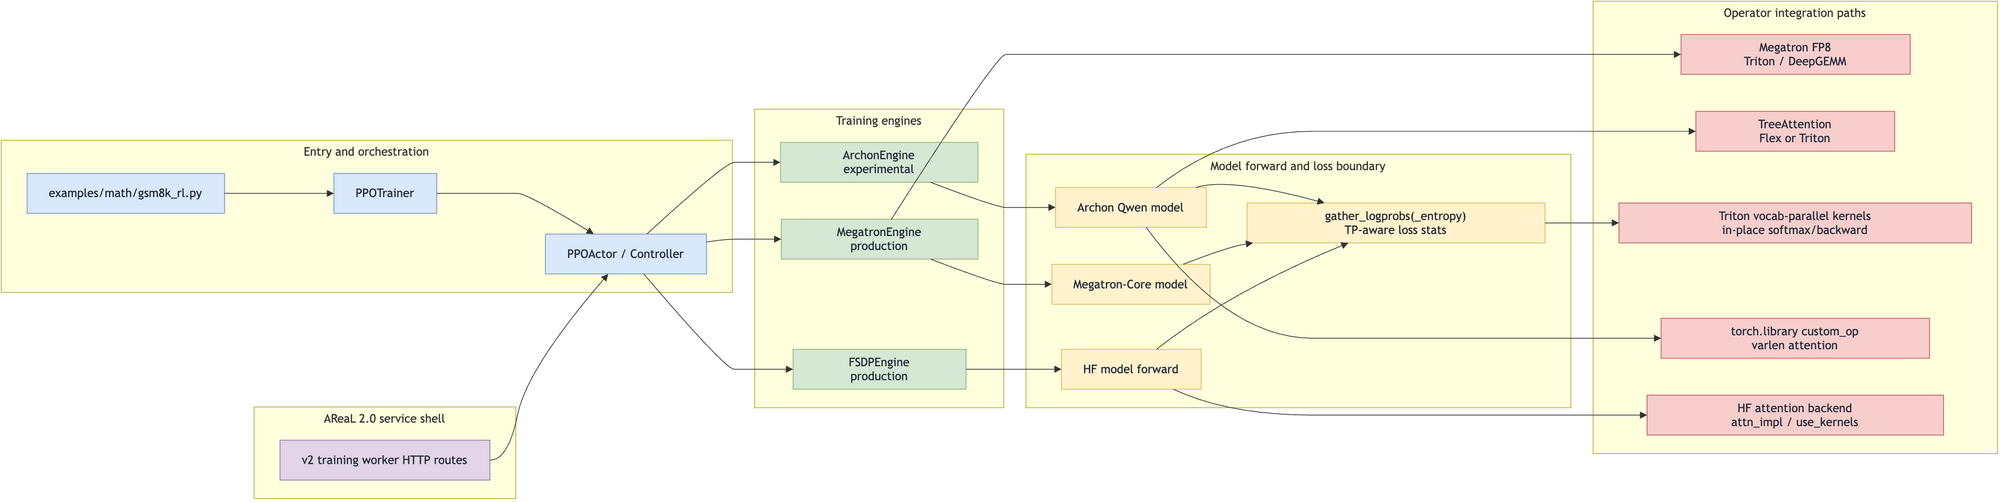 Entry and orchestration
examples/math/gsm8k_rl.py
PPOTrainer
PPOActor / Controller
AReaL 2.0 service shell
v2 training worker HTTP routes
Training engines
ArchonEngine
experimental
MegatronEngine
production
FSDPEngine
production
Model forward and loss boundary
Archon Qwen model
gather_logprobs(_entropy)
TP-aware loss stats
Megatron-Core model
HF model forward
Operator integration paths
Megatron FP8
Triton / DeepGEMM
TreeAttention
Flex or Triton
Triton vocab-parallel kernels
in-place softmax/backward
torch.library custom_op
varlen attention
HF attention backend
attn_impl / use_kernels